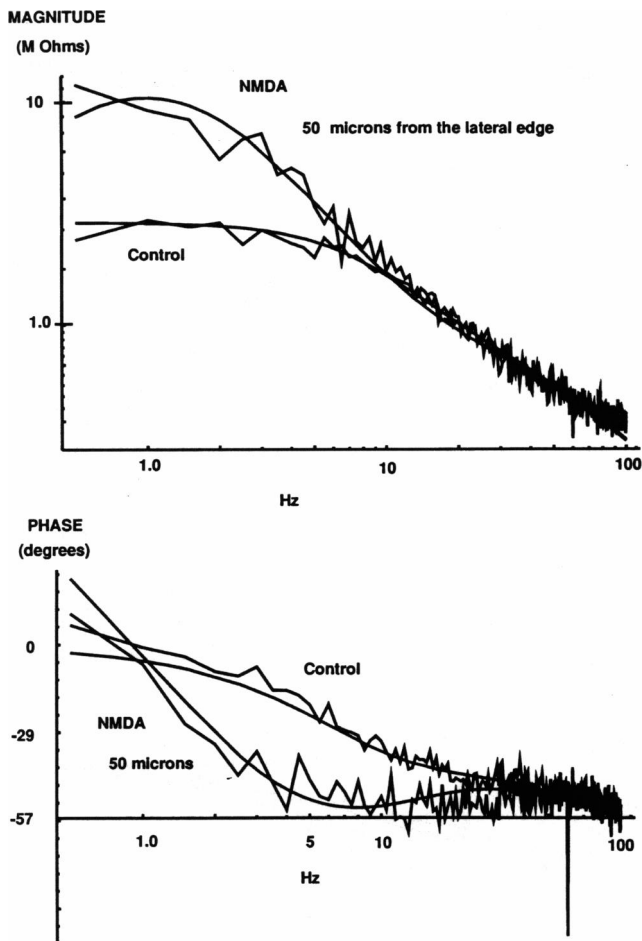 MAGNITUDE
(M Ohms)
NMDA
10
50 microns from the lateral edge
Control
1.0
1.0 10 100
Hz
PHASE
(degrees)
0
Control
NMDA
-29
50 microns
-57
1.0 5 10 100
Hz